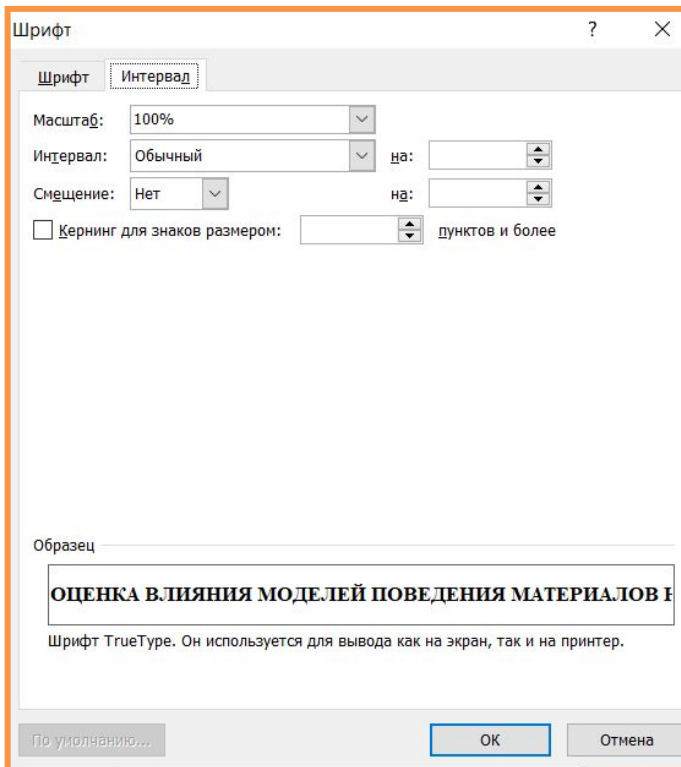 Шрифт ?
Шрифт Интервал
Масштаб: 100%
Интервал: Обычный на:
Смещение: Нет на:
Кернинг для знаков размером: пунктов и более
Образец
ОЦЕНКА ВЛИЯНИЯ МОДЕЛЕЙ ПОВЕДЕНИЯ МАТЕРИАЛОВ
Шрифт TrueType. Он используется для вывода как на экран, так и на принтер.
По умолчанию... ОК Отмена